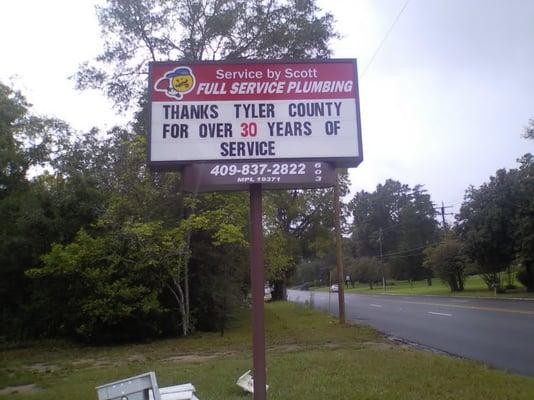 Service by Scott
FULL SERVICE PLUMBING
THANKS TYLER COUNTY
FOR OVER 30 YEARS OF
SERVICE
409-837-2822
MPL 19371
603